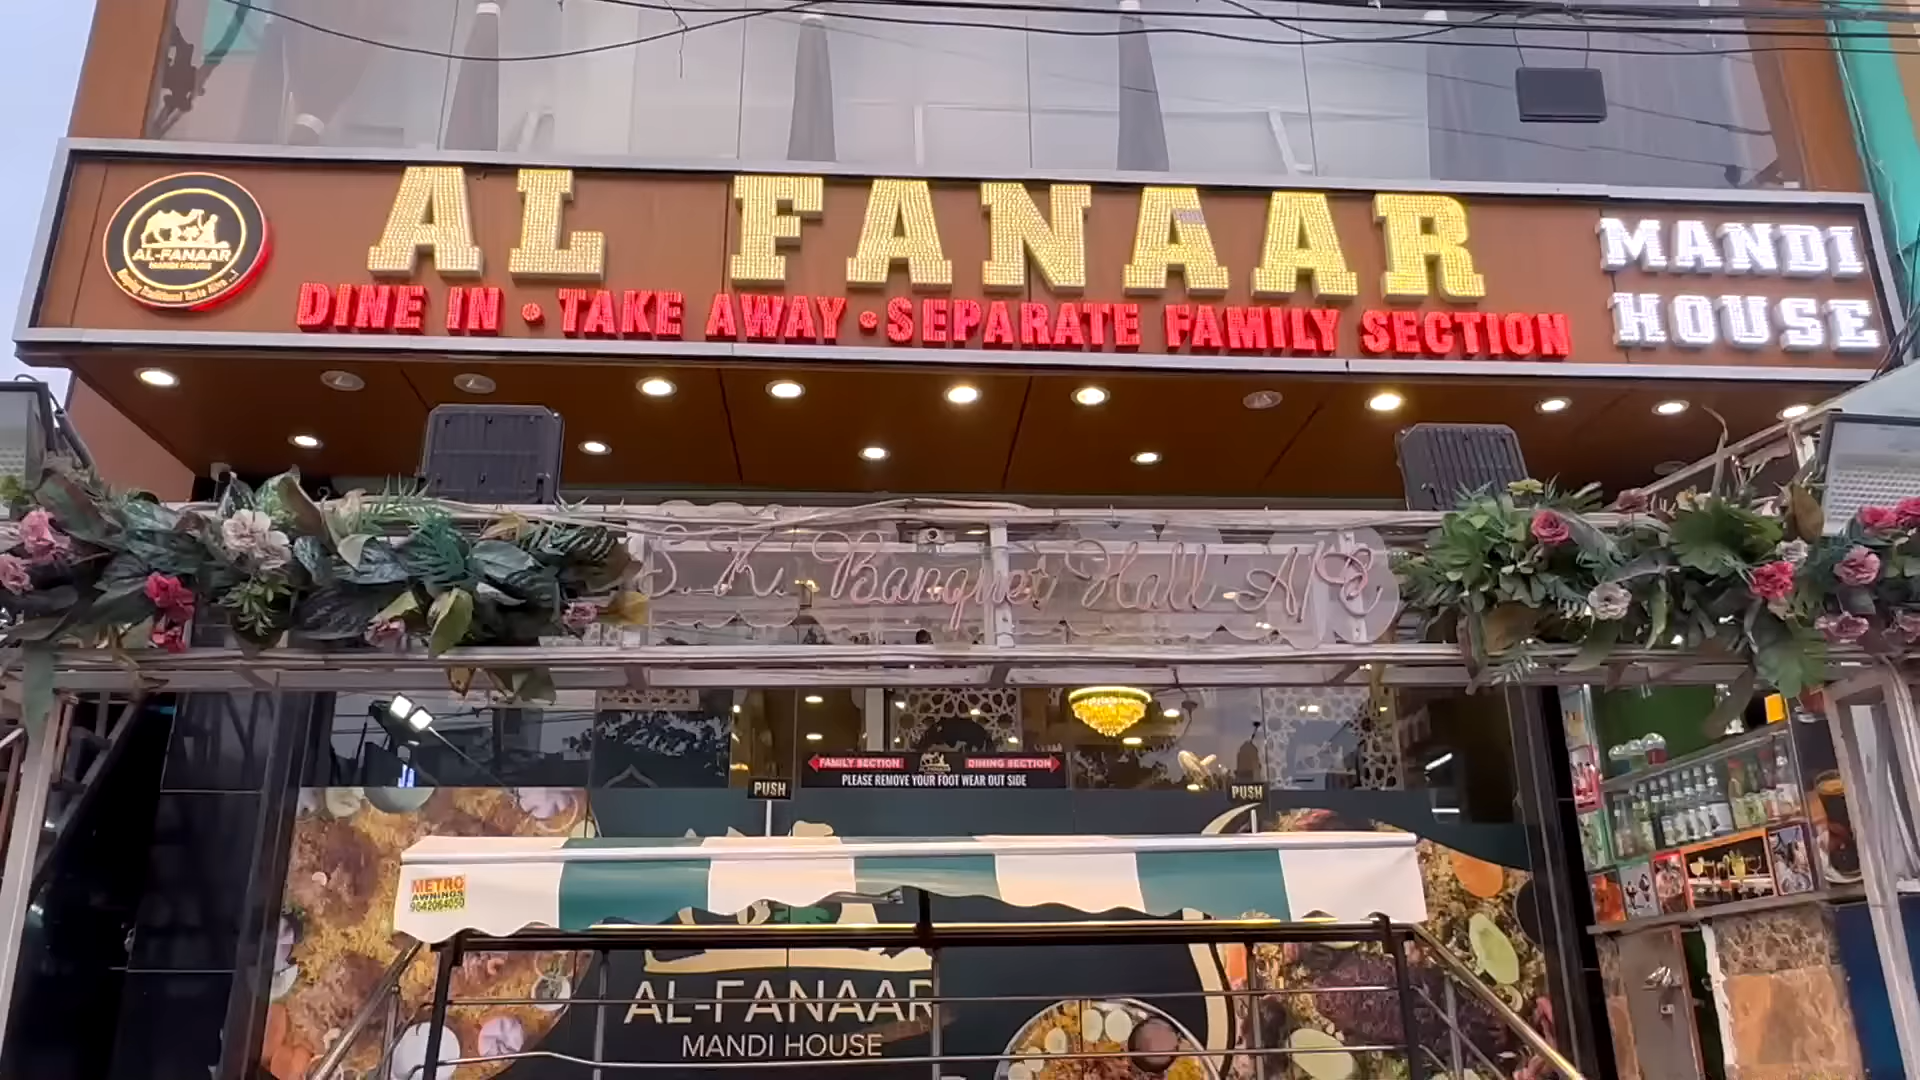 AL FANAAR
MANDI
HOUSE
DINE IN • TAKE AWAY • SEPARATE FAMILY SECTION
AL-FANAAR
MANDI HOUSE
S.K. Banquet Hall A/C
FAMILY SECTION
DINING SECTION
PLEASE REMOVE YOUR FOOT WEAR OUT SIDE
PUSH
PUSH
METRO
AWNINGS
9642064050
AL-FANAAR
MANDI HOUSE